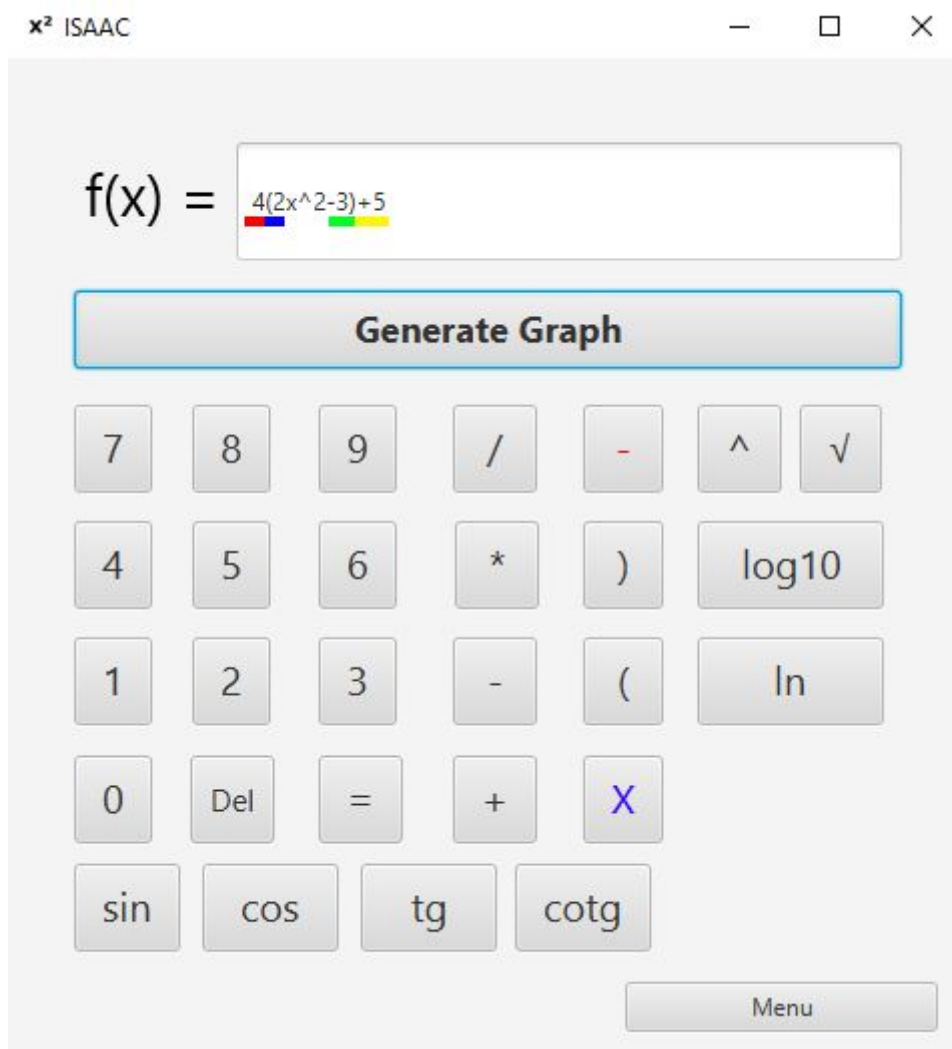 x² ISAAC
f(x) = 4(2x^2-3)+5
Generate Graph
7 8 9 / - ^ √
4 5 6 * ) log10
1 2 3 - ( ln
0 Del = + X
sin cos tg cotg
Menu